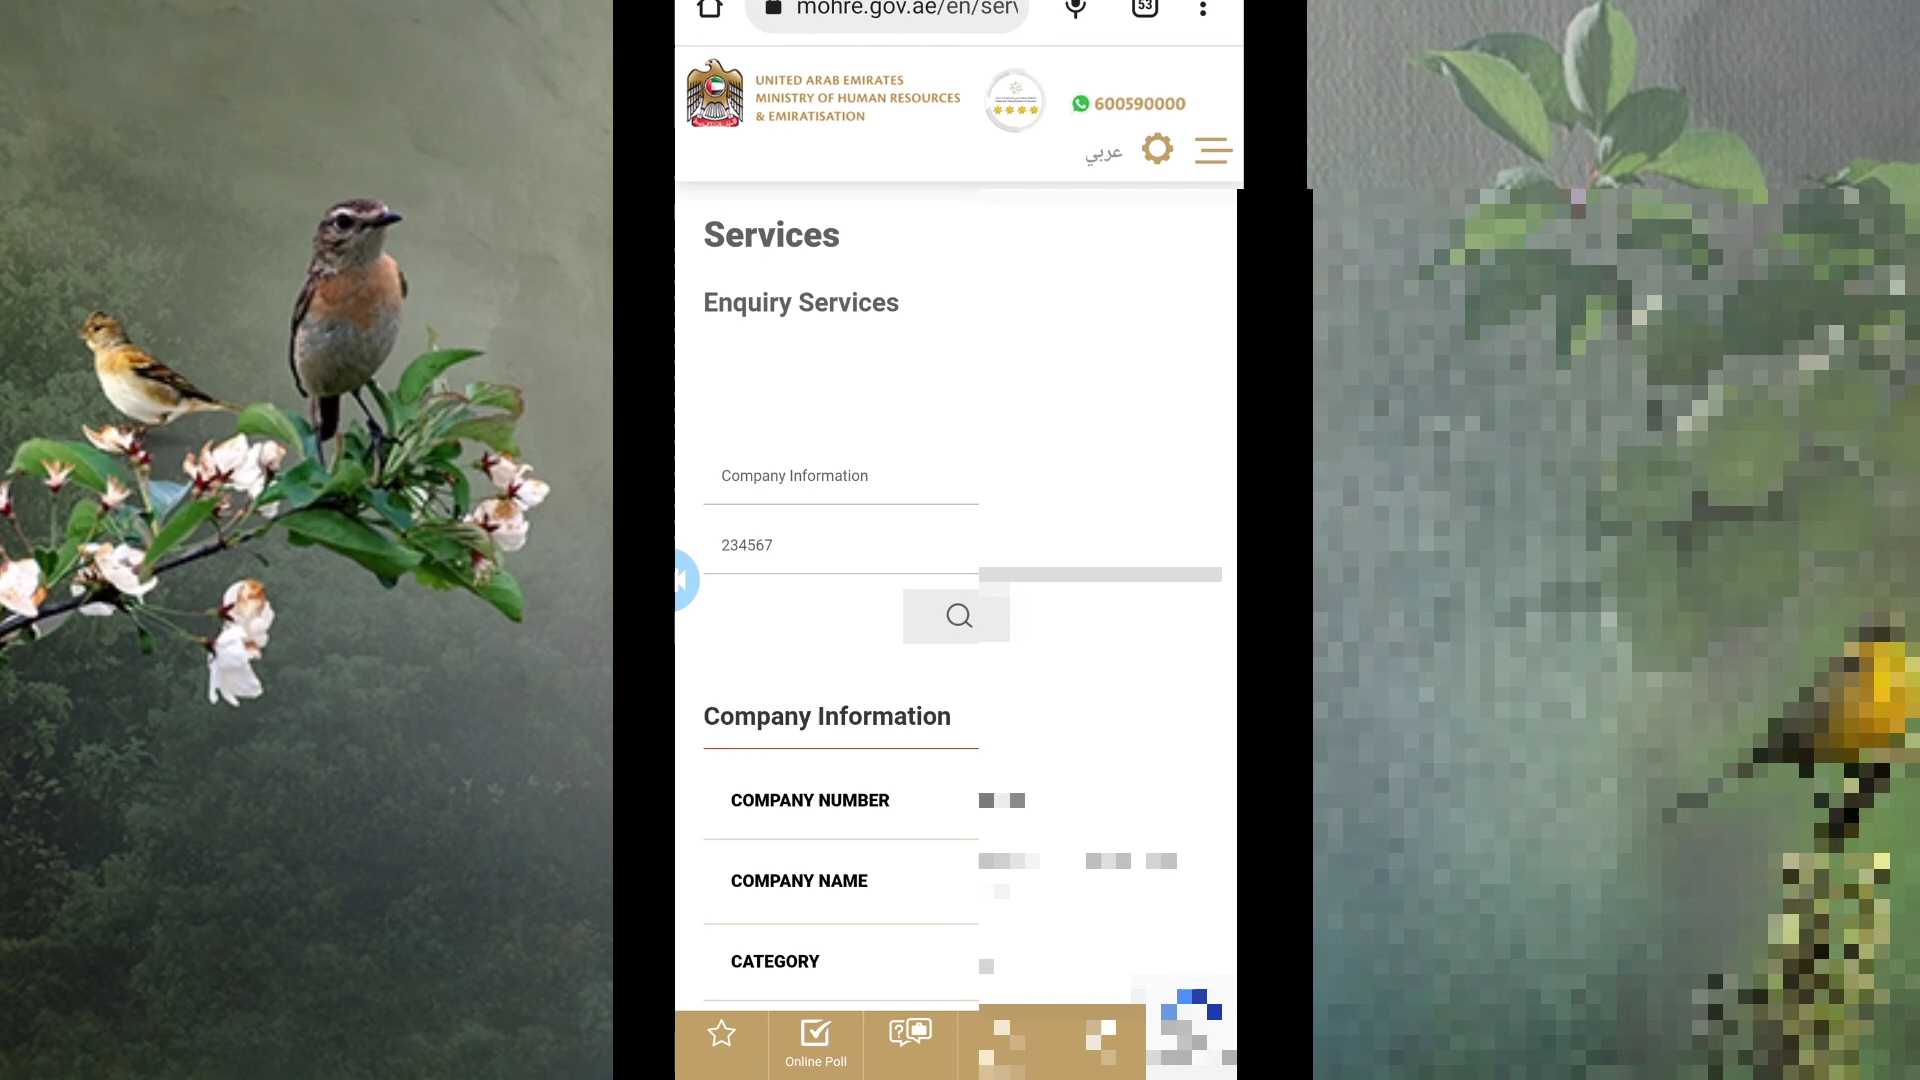 mohre.gov.ae/en/serv
53
UNITED ARAB EMIRATES
MINISTRY OF HUMAN RESOURCES
& EMIRATISATION
600590000
عربي
Services
Enquiry Services
Company Information
234567
Company Information
COMPANY NUMBER
COMPANY NAME
CATEGORY
Online Poll